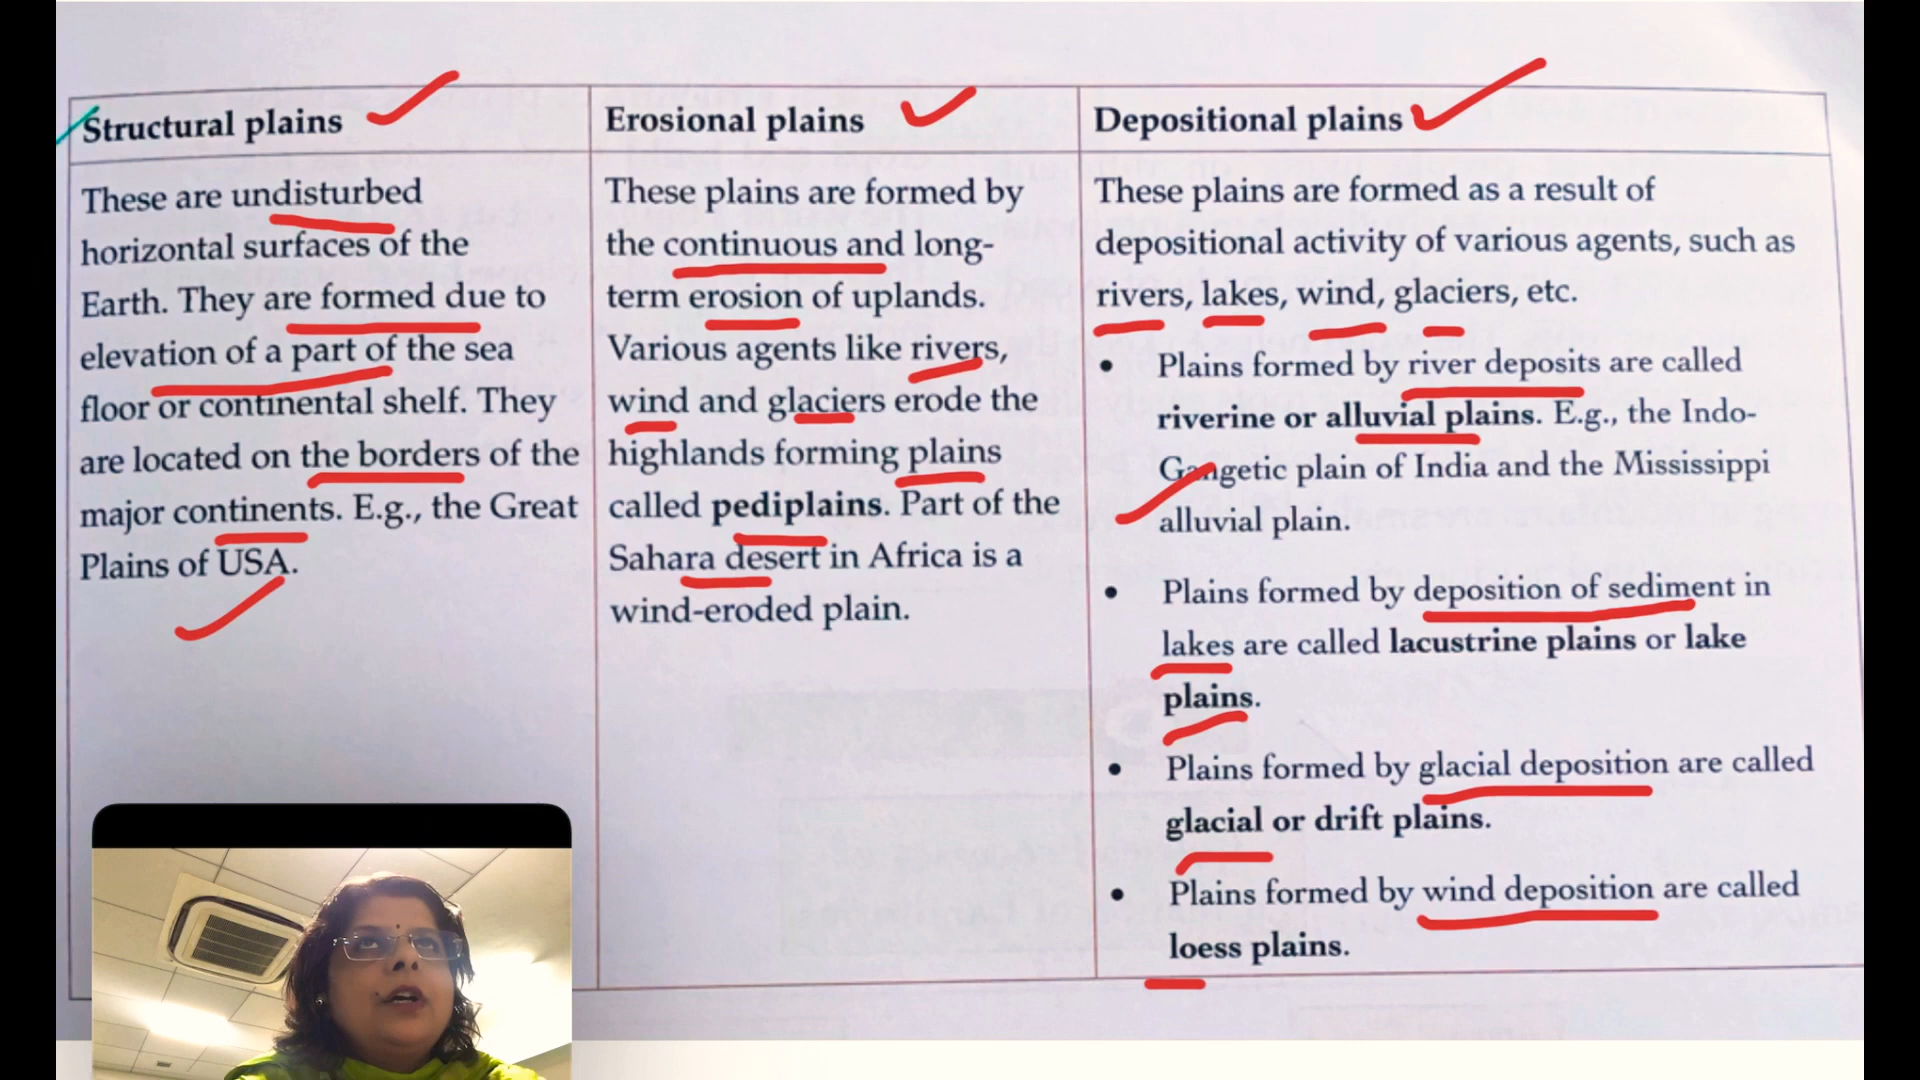 Structural plains
These are undisturbed
horizontal surfaces of the
Earth. They are formed due to
elevation of a part of the sea
floor or continental shelf. They
are located on the borders of the
major continents. E.g., the Great
Plains of USA.
Erosional plains
These plains are formed by
the continuous and long-
term erosion of uplands.
Various agents like rivers,
wind and glaciers erode the
highlands forming plains
called pediplains. Part of the
Sahara desert in Africa is a
wind-eroded plain.
Depositional plains
These plains are formed as a result of
depositional activity of various agents, such as
rivers, lakes, wind, glaciers, etc.
• Plains formed by river deposits are called
riverine or alluvial plains. E.g., the Indo-
Gangetic plain of India and the Mississippi
alluvial plain.
• Plains formed by deposition of sediment in
lakes are called lacustrine plains or lake
plains.
• Plains formed by glacial deposition are called
glacial or drift plains.
• Plains formed by wind deposition are called
loess plains.